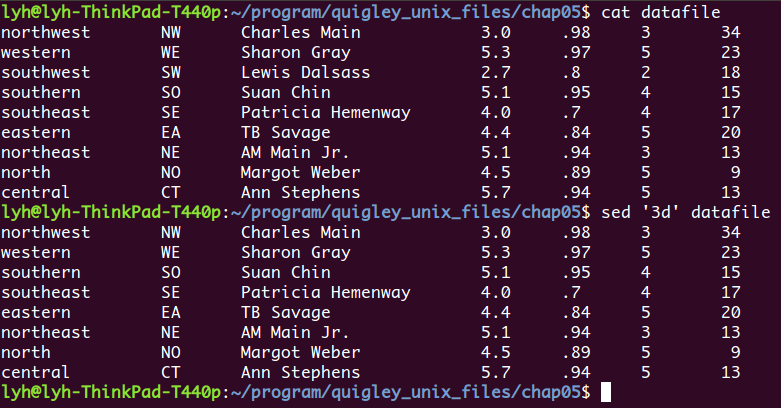 lyh@lyh-ThinkPad-T440p:~/program/quigley_unix_files/chap05$ cat datafile
northwest       NW      Charles Main            3.0     .98     3       34
western         WE      Sharon Gray             5.3     .97     5       23
southwest       SW      Lewis Dalsass           2.7     .8      2       18
southern        SO      Suan Chin               5.1     .95     4       15
southeast       SE      Patricia Hemenway       4.0     .7      4       17
eastern         EA      TB Savage               4.4     .84     5       20
northeast       NE      AM Main Jr.             5.1     .94     3       13
north           NO      Margot Weber            4.5     .89     5        9
central         CT      Ann Stephens            5.7     .94     5       13
lyh@lyh-ThinkPad-T440p:~/program/quigley_unix_files/chap05$ sed '3d' datafile
northwest       NW      Charles Main            3.0     .98     3       34
western         WE      Sharon Gray             5.3     .97     5       23
southern        SO      Suan Chin               5.1     .95     4       15
southeast       SE      Patricia Hemenway       4.0     .7      4       17
eastern         EA      TB Savage               4.4     .84     5       20
northeast       NE      AM Main Jr.             5.1     .94     3       13
north           NO      Margot Weber            4.5     .89     5        9
central         CT      Ann Stephens            5.7     .94     5       13
lyh@lyh-ThinkPad-T440p:~/program/quigley_unix_files/chap05$